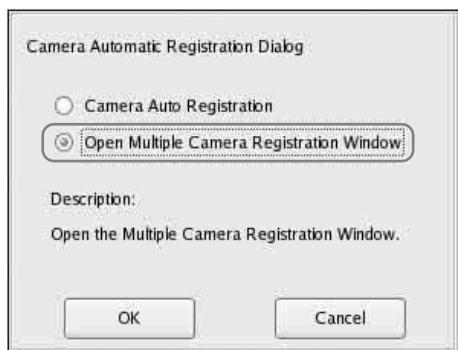 Camera Automatic Registration Dialog
Camera Auto Registration
Open Multiple Camera Registration Window
Description:
Open the Multiple Camera Registration Window.
OK Cancel